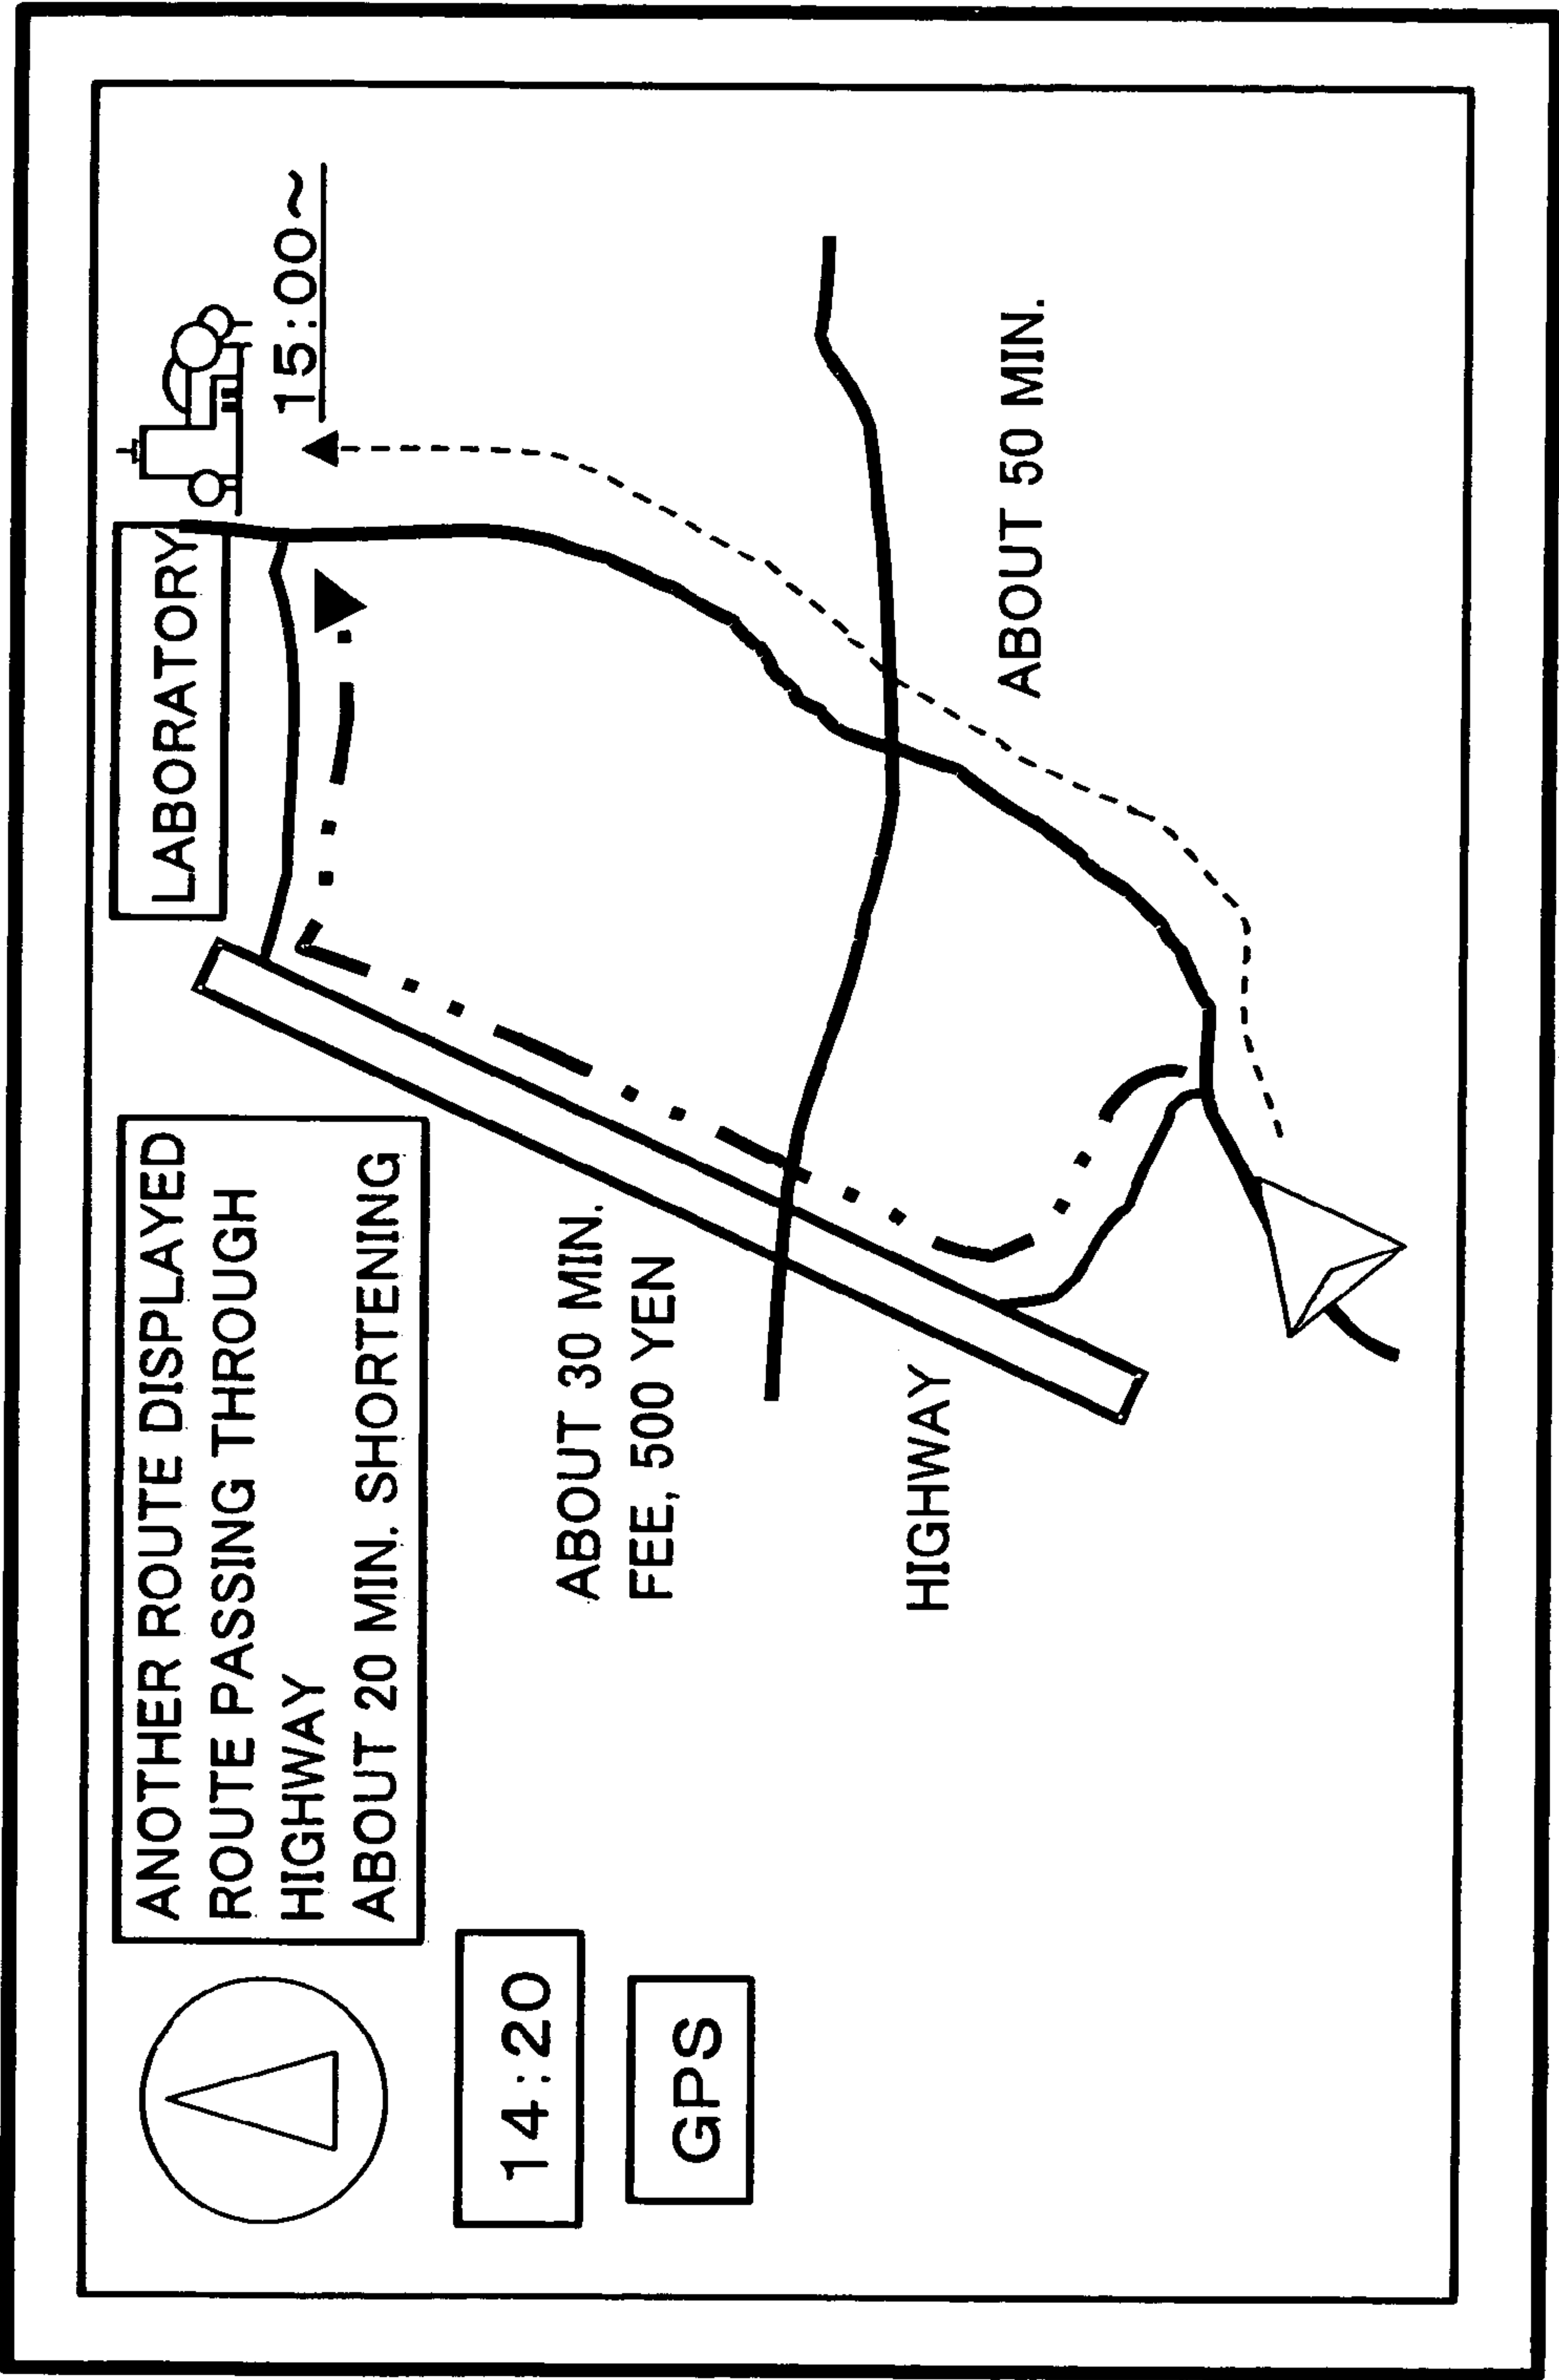 ANOTHER ROUTE DISPLAYED
ROUTE PASSING THROUGH
HIGHWAY
ABOUT 20 MIN. SHORTENING
LABORATORY
15:00~
14:20
GPS
ABOUT 30 MIN.
FEE, 500 YEN
HIGHWAY
ABOUT 50 MIN.